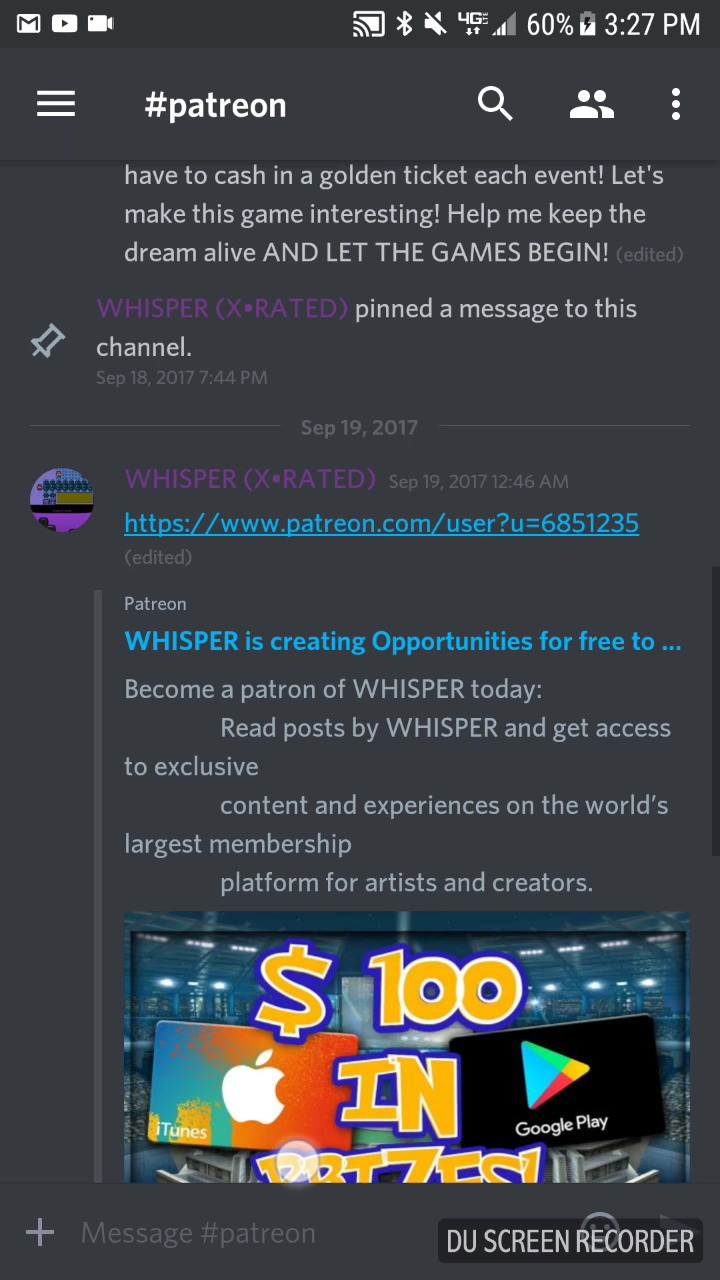 4G LTE 60% 3:27 PM
#patreon
have to cash in a golden ticket each event! Let's
make this game interesting! Help me keep the
dream alive AND LET THE GAMES BEGIN! (edited)
WHISPER (X•RATED) pinned a message to this
channel.
Sep 18, 2017 7:44 PM
Sep 19, 2017
WHISPER (X•RATED) Sep 19, 2017 12:46 AM
https://www.patreon.com/user?u=6851235
(edited)
Patreon
WHISPER is creating Opportunities for free to ...
Become a patron of WHISPER today:
Read posts by WHISPER and get access
to exclusive
content and experiences on the world’s
largest membership
platform for artists and creators.
$ 100
iTunes
IN
Google Play
PRIZES!
Message #patreon
DU SCREEN RECORDER